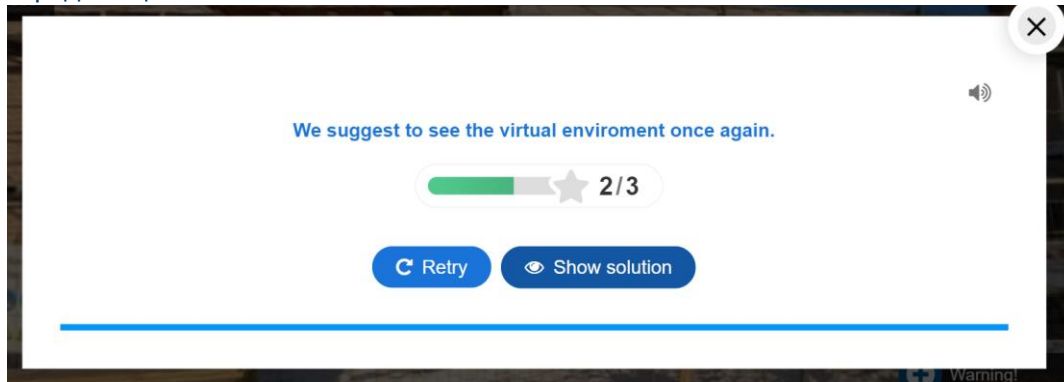 We suggest to see the virtual enviroment once again.
2/3
Retry
Show solution
Warning!